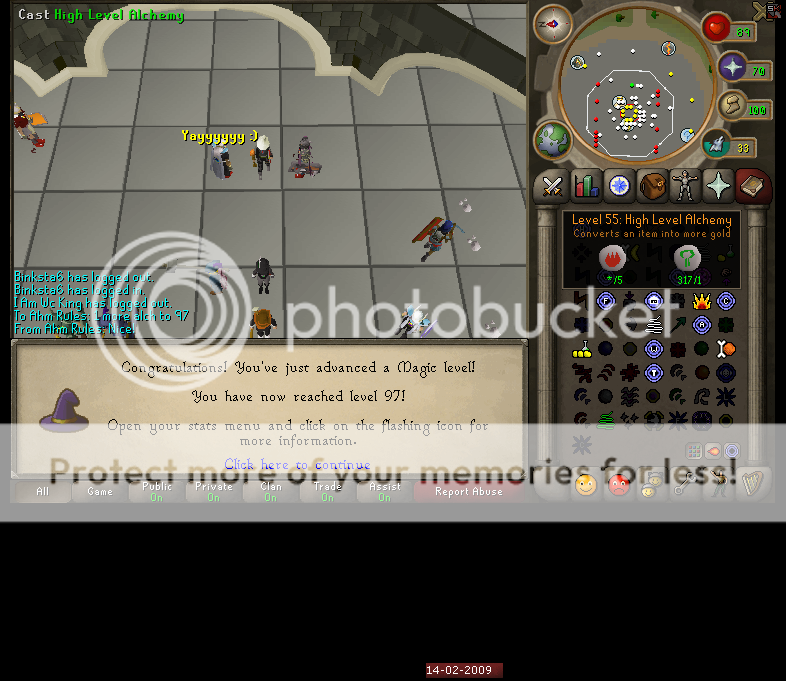 Cast High Level Alchemy
89
70
100
33
Yayyyyyy :)
Level 55: High Level Alchemy
Converts an item into more gold
*/5
317/1
Binksta6 has logged out.
Binksta6 has logged in.
I Am Wc King has logged out.
To Ahm Rules: 1 more alch to 97
From Ahm Rules: Nice!
photobucket
Congratulations! You've just advanced a Magic level!
You have now reached level 97!
Open your stats menu and click on the flashing icon for
more information.
Click here to continue
Protect more of your memories for less!
All
Game
Public
On
Private
On
Clan
On
Trade
On
Assist
On
Report Abuse
14-02-2009